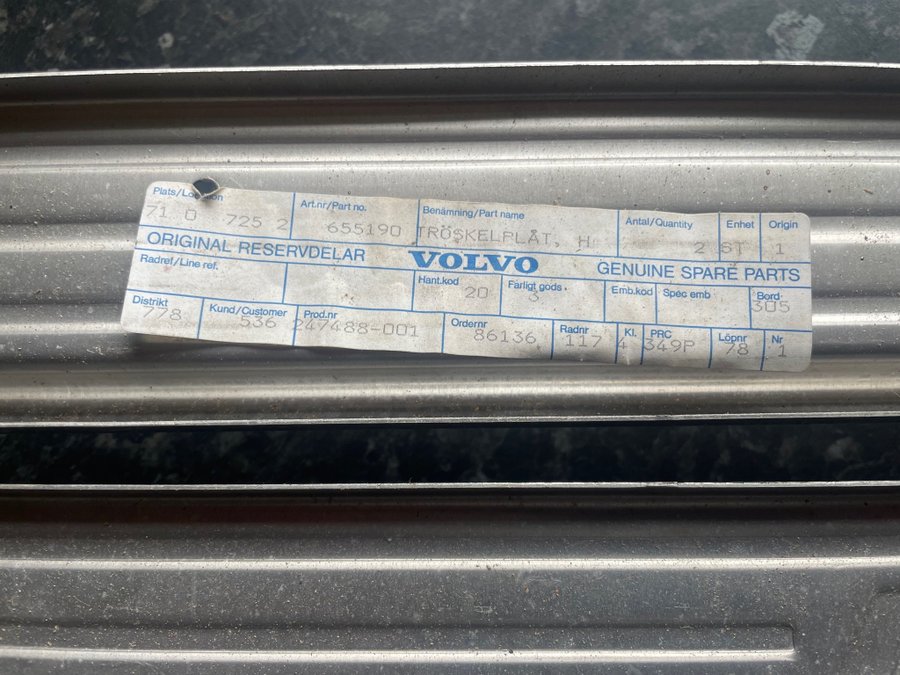 Plats/Location Art.nr/Part no. Benämning/Part name Antal/Quantity Enhet Origin
71 0 725 2 655190 TRÖSKELPLÅT, H 2 ST 1
ORIGINAL RESERVDELAR VOLVO GENUINE SPARE PARTS
Radref/Line ref. Hant.kod Farligt gods Emb.kod Spec emb Bord
20 3 305
Distrikt Kund/Customer Prod.nr Ordernr Radnr Kl. PRC Löpnr Nr
778 536 247488-001 86136 117 4 349P 78 1